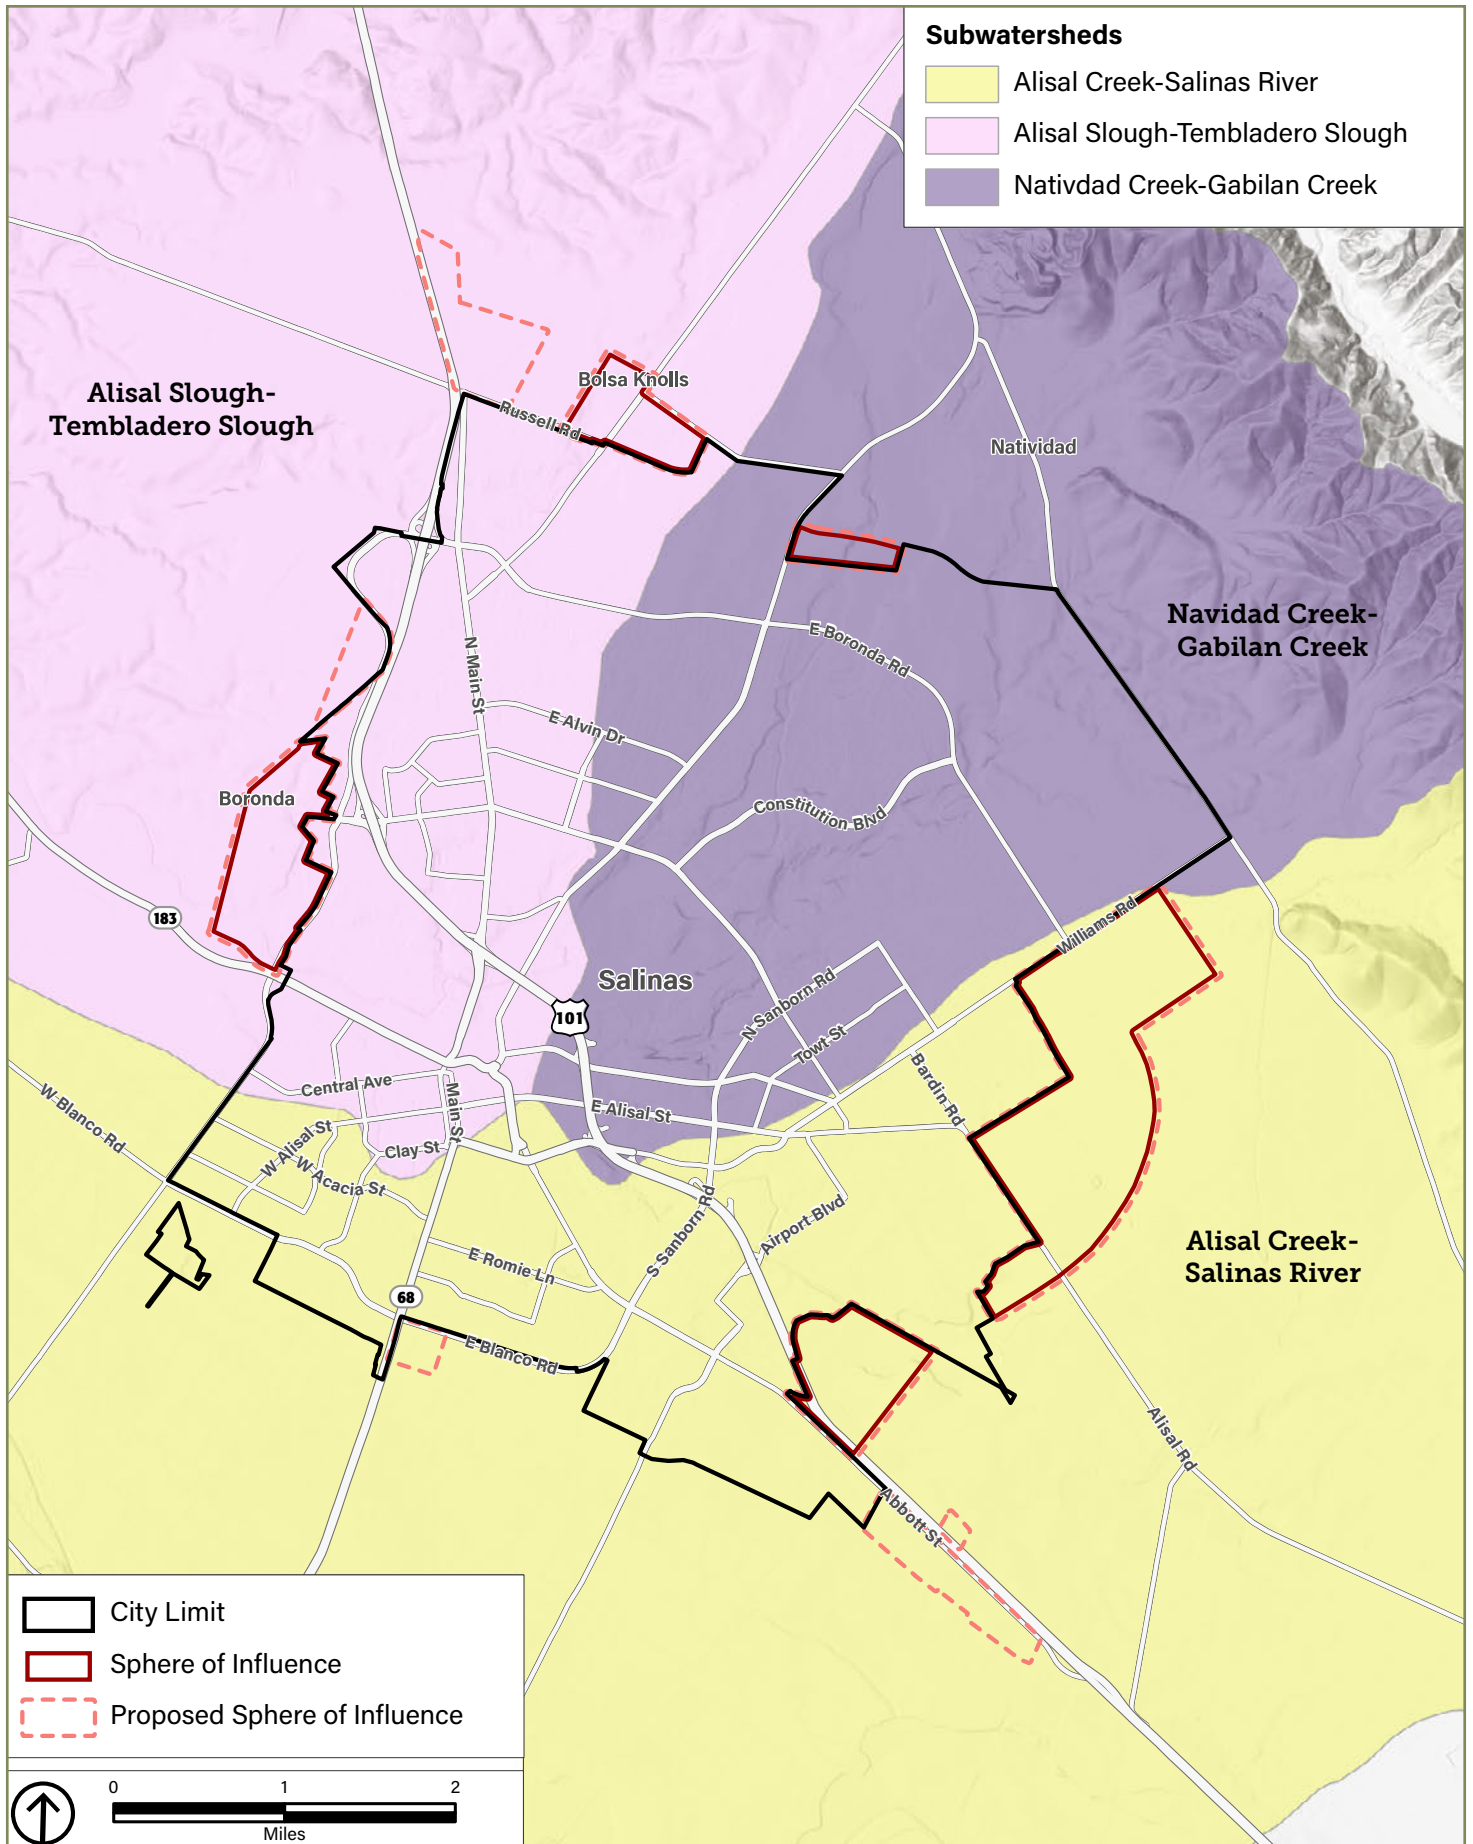 Subwatersheds
Alisal Creek-Salinas River
Alisal Slough-Tembladero Slough
Nativdad Creek-Gabilan Creek
Bolsa Knolls
Alisal Slough-
Tembladero Slough
Russell Rd
Natividad
Navidad Creek-
Gabilan Creek
E Boronda Rd
N Main St
E Alvin Dr
Boronda
Constitution Blvd
183
Williams Rd
Salinas
N Sanborn Rd
101
Towt St
Bardin Rd
Central Ave
W Blanco Rd
Main St
E Alisal St
W Alisal St
Clay St
W Acacia St
S Sanborn Rd
Airport Blvd
Alisal Creek-
Salinas River
E Romie Ln
68
E Blanco Rd
Alisal Rd
Abbott St
City Limit
Sphere of Influence
Proposed Sphere of Influence
0 1 2
Miles